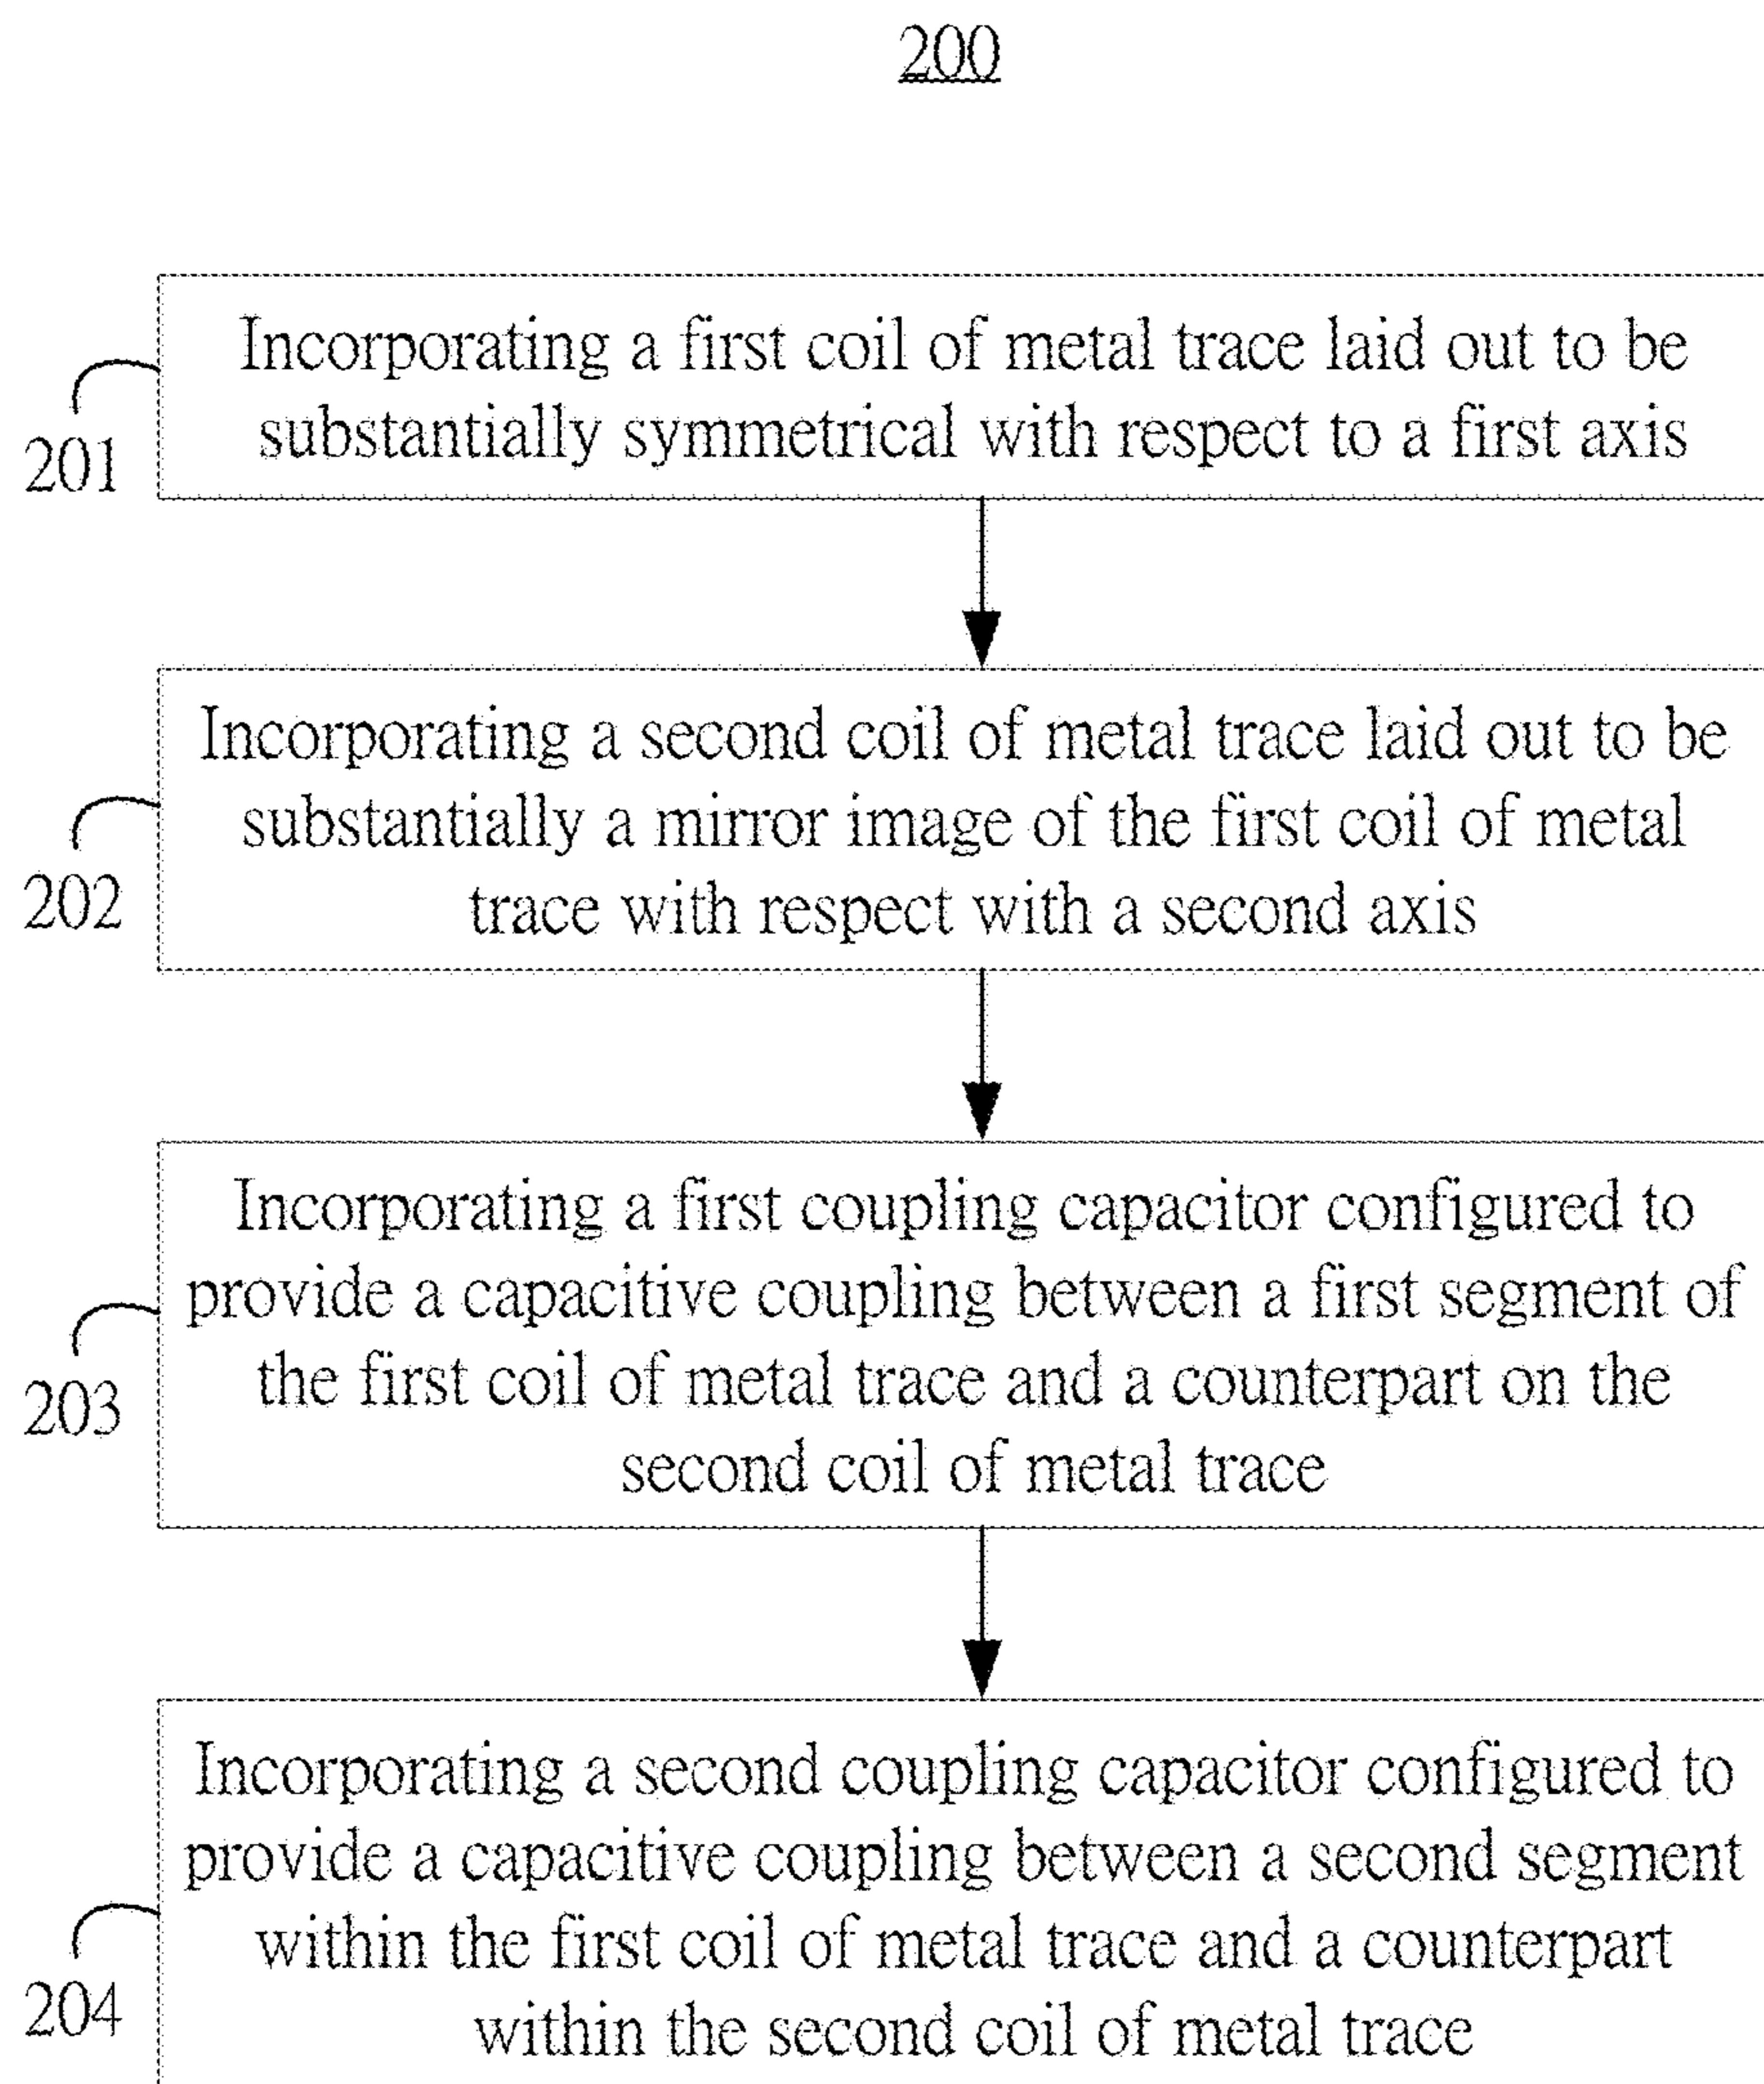 200
Incorporating a first coil of metal trace laid out to be
substantially symmetrical with respect to a first axis
201
Incorporating a second coil of metal trace laid out to be
substantially a mirror image of the first coil of metal
trace with respect with a second axis
202
Incorporating a first coupling capacitor configured to
provide a capacitive coupling between a first segment of
the first coil of metal trace and a counterpart on the
second coil of metal trace
203
Incorporating a second coupling capacitor configured to
provide a capacitive coupling between a second segment
within the first coil of metal trace and a counterpart
within the second coil of metal trace
204